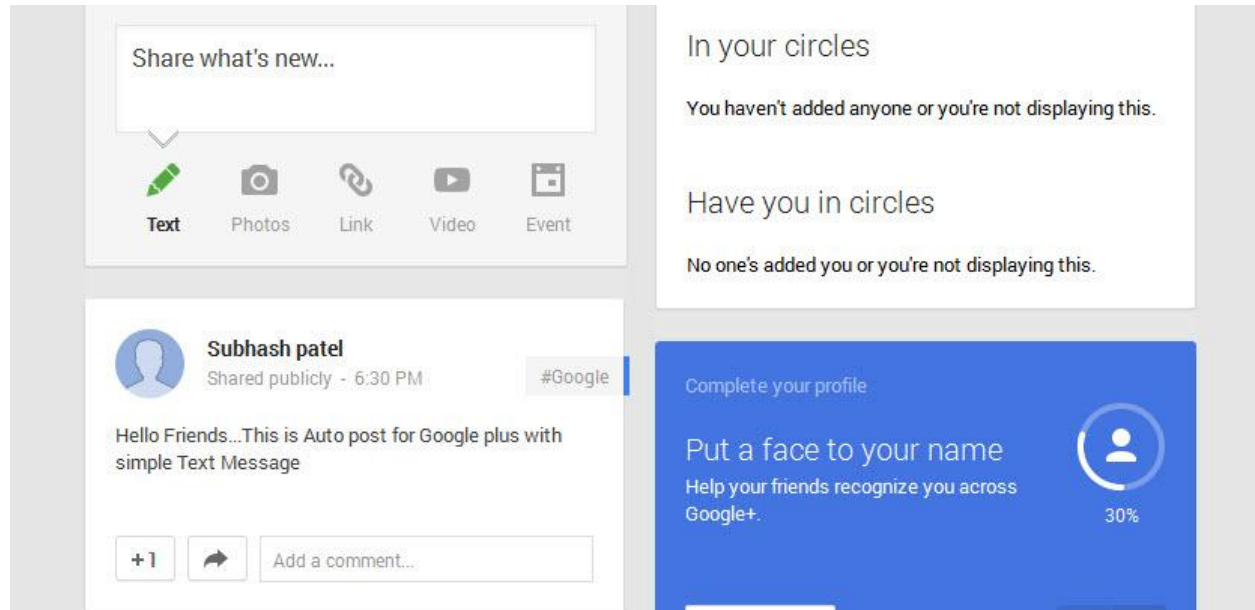 Share what's new...
Text
Photos
Link
Video
Event
Subhash patel
Shared publicly - 6:30 PM
#Google
Hello Friends...This is Auto post for Google plus with
simple Text Message
+1
Add a comment...
In your circles
You haven't added anyone or you're not displaying this.
Have you in circles
No one's added you or you're not displaying this.
Complete your profile
Put a face to your name
Help your friends recognize you across
Google+.
30%